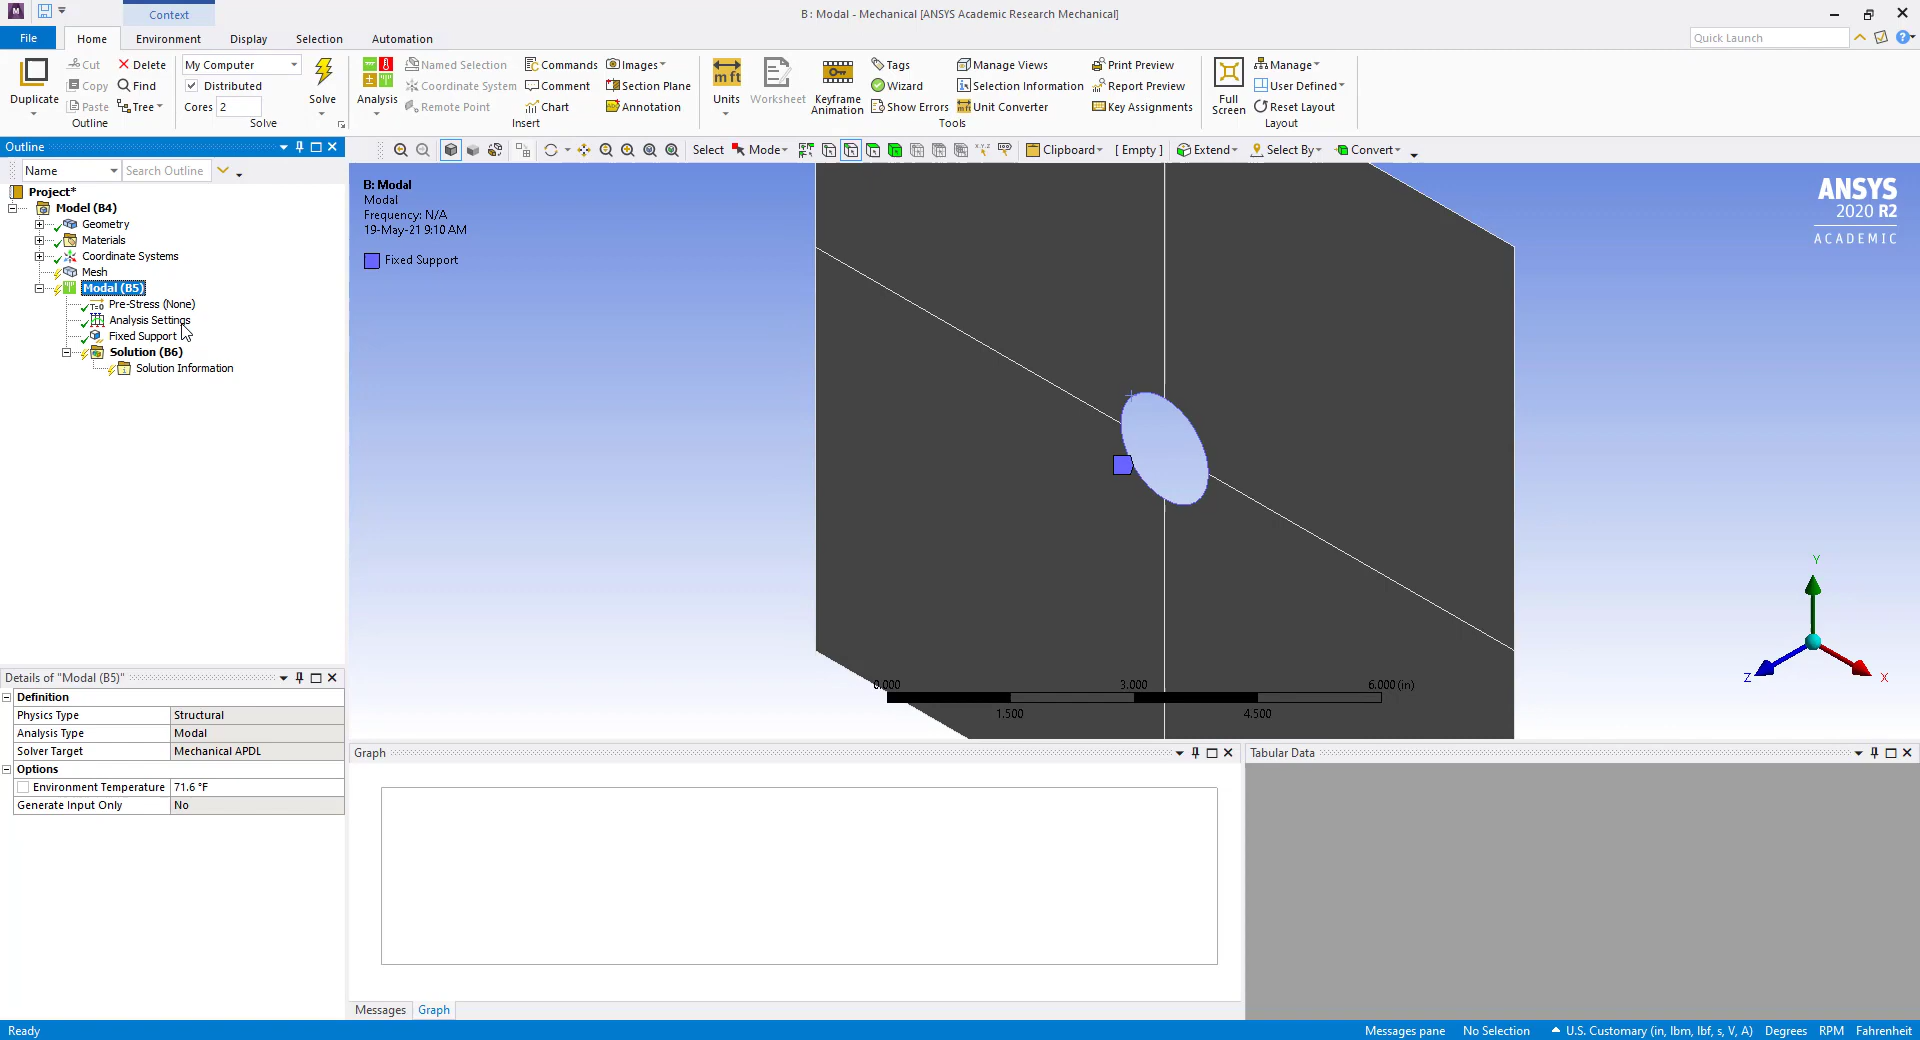 Context
B : Modal - Mechanical [ANSYS Academic Research Mechanical]
File
Home
Environment
Display
Selection
Automation
Quick Launch
Duplicate
Cut
Delete
Copy
Find
Paste
Tree
Outline
My Computer
Distributed
Cores 2
Solve
Solve
Analysis
Named Selection
Coordinate System
Remote Point
Commands
Comment
Chart
Images
Section Plane
Annotation
Insert
Units
Worksheet
Keyframe
Animation
Tags
Wizard
Show Errors
Manage Views
Selection Information
Unit Converter
Print Preview
Report Preview
Key Assignments
Tools
Full
Screen
Manage
User Defined
Reset Layout
Layout
Outline
Name
Search Outline
Select
Mode
Clipboard
[ Empty ]
Extend
Select By
Convert
Project*
Model (B4)
Geometry
Materials
Coordinate Systems
Mesh
Modal (B5)
Pre-Stress (None)
Analysis Settings
Fixed Support
Solution (B6)
Solution Information
B: Modal
Modal
Frequency: N/A
19-May-21 9:10 AM
Fixed Support
ANSYS
2020 R2
ACADEMIC
Y
Z
X
0.000
3.000
6.000 (in)
1.500
4.500
Details of "Modal (B5)"
Definition
Physics Type
Structural
Analysis Type
Modal
Solver Target
Mechanical APDL
Options
Environment Temperature
71.6 °F
Generate Input Only
No
Graph
Tabular Data
Messages
Graph
Ready
Messages pane
No Selection
U.S. Customary (in, lbm, lbf, s, V, A)
Degrees
RPM
Fahrenheit